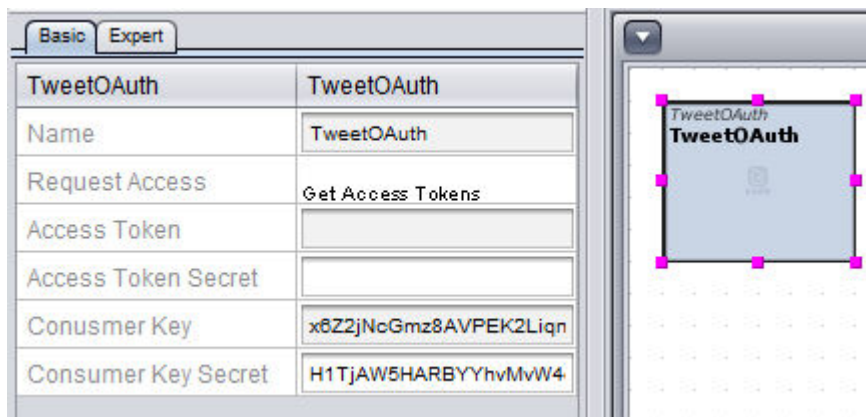 Basic Expert
TweetOAuth TweetOAuth
Name TweetOAuth
Request Access Get Access Tokens
Access Token
Access Token Secret
Conusmer Key x6Z2jNcGmz8AVPEK2Liqn
Consumer Key Secret H1TjAW5HARBYYhvMvW4
TweetOAuth
TweetOAuth